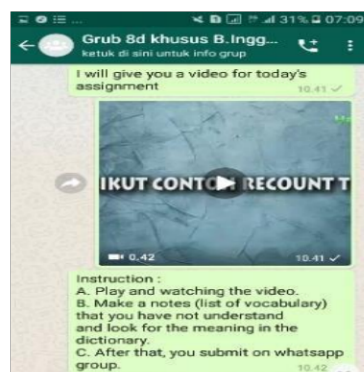 31% 07:09
Grub 8d khusus B.Ingg...
ketuk di sini untuk info grup
I will give you a video for today's
assignment
10.41
IKUT CONTOH RECOUNT T
0.42
10.41
Instruction :
A. Play and watching the video.
B. Make a notes (list of vocabulary)
that you have not understand
and look for the meaning in the
dictionary.
C. After that, you submit on whatsapp
group.
10.42